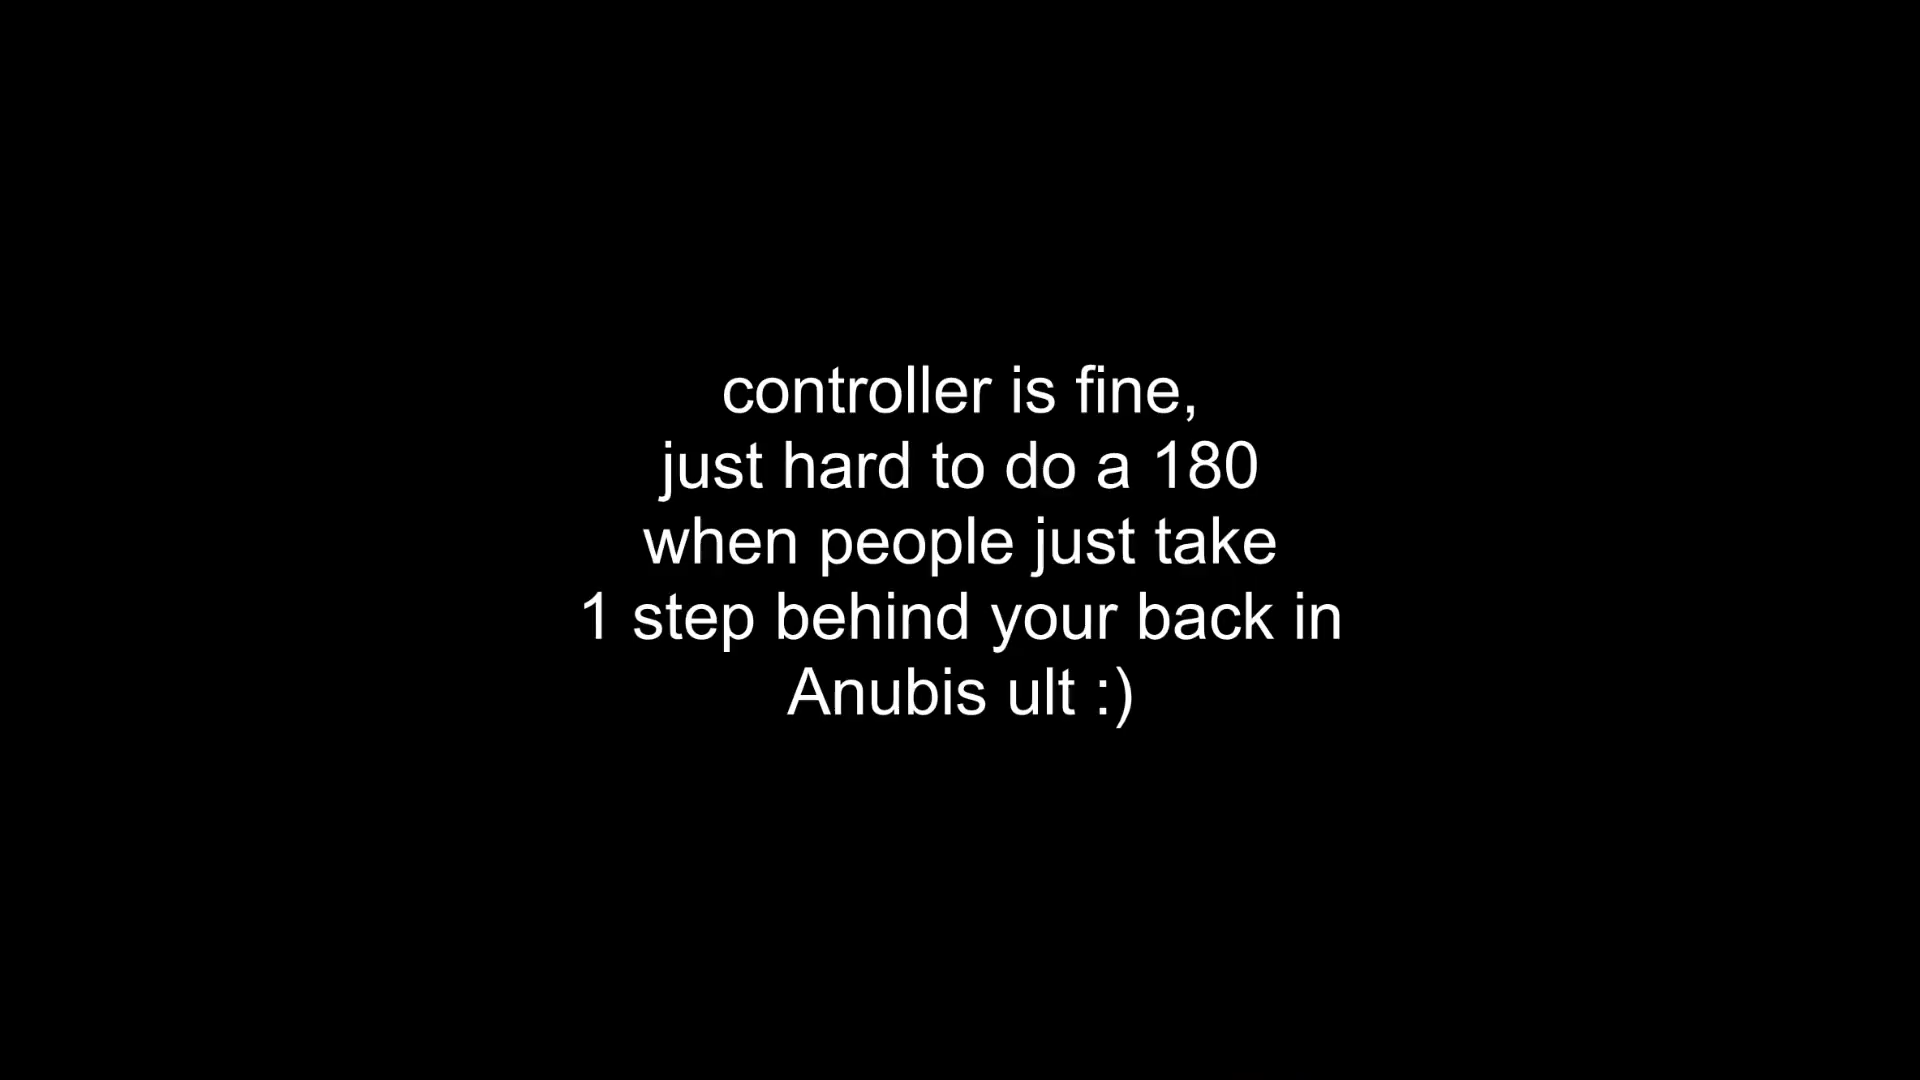 controller is fine,
just hard to do a 180
when people just take
1 step behind your back in
Anubis ult :)